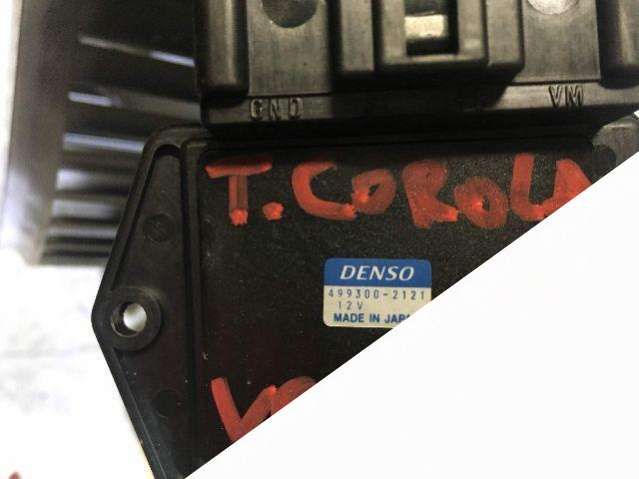 GND VM
T. COROLA
DENSO
499300-2121
12V
MADE IN JAPA